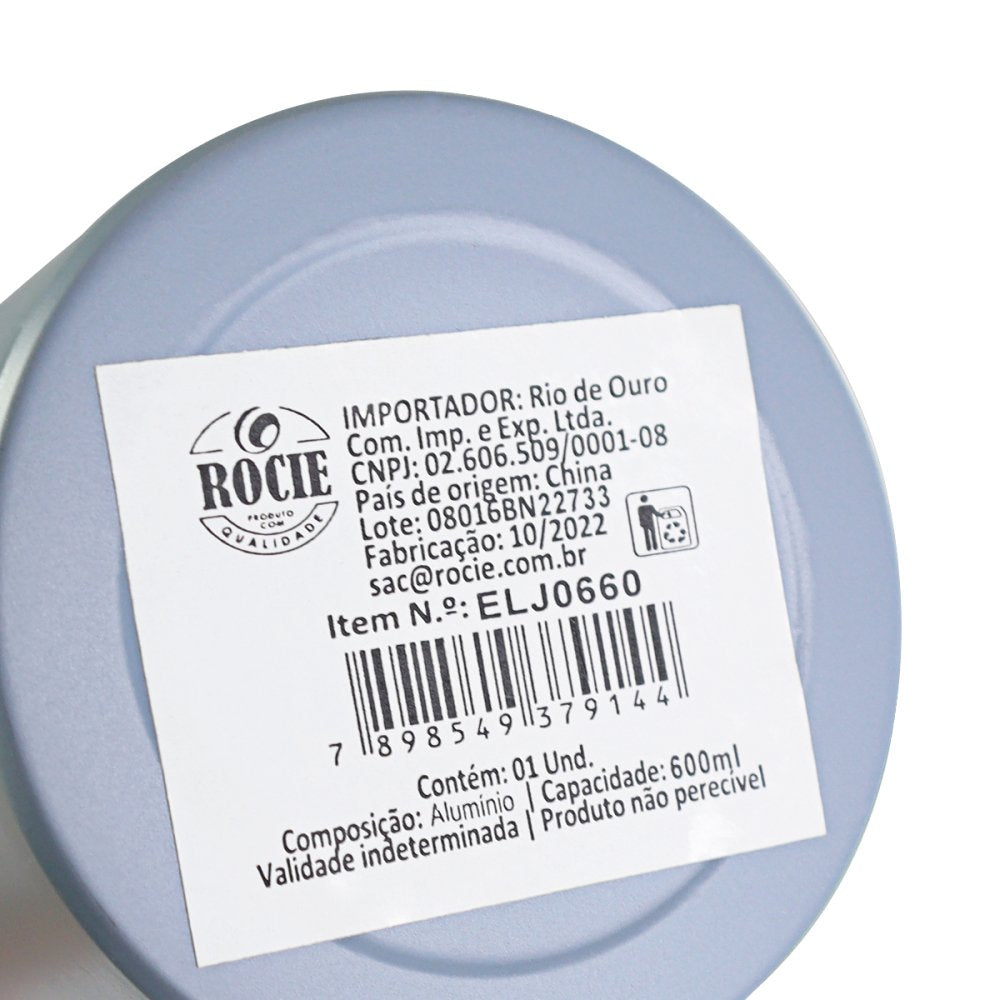 ROCIE
PRODUTO
COM
QUALIDADE
IMPORTADOR: Rio de Ouro
Com. Imp. e Exp. Ltda.
CNPJ: 02.606.509/0001-08
País de origem: China
Lote: 08016BN22733
Fabricação: 10/2022
sac@rocie.com.br
Item N.º: ELJ0660
7 898549 379144
Contém: 01 Und.
Composição: Alumínio | Capacidade: 600ml
Validade indeterminada | Produto não perecível